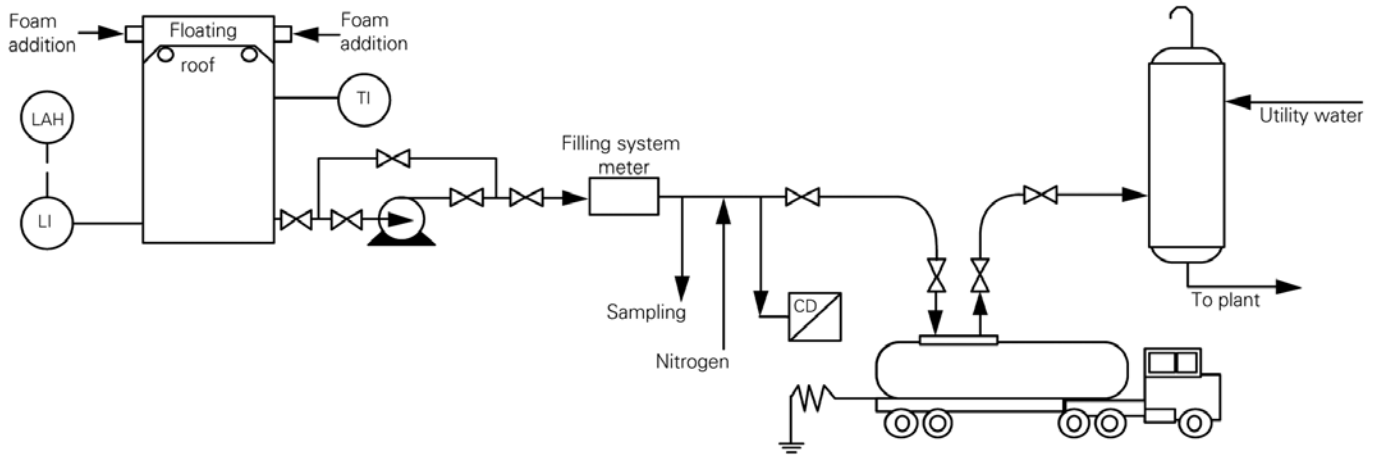 Foam
addition
Floating
roof
Foam
addition
TI
LAH
LI
Filling system
meter
Sampling
Nitrogen
CD
Utility water
To plant